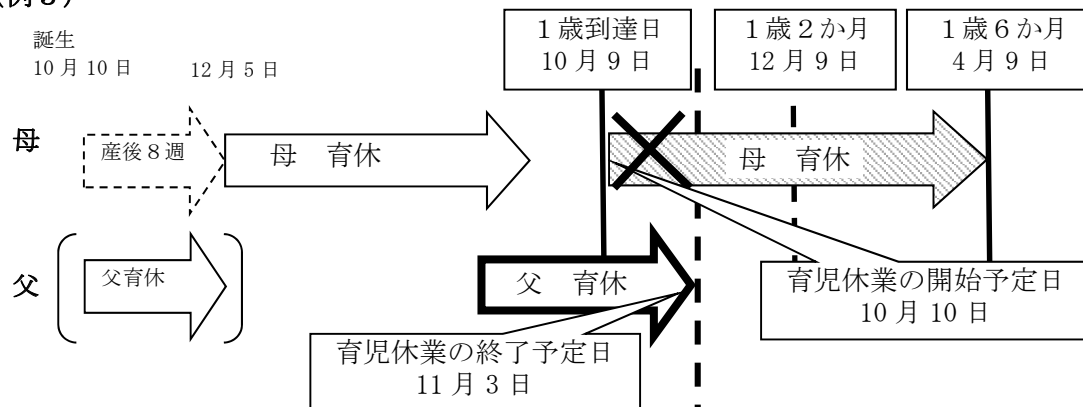 （例３）
誕生
10月10日
12月5日
１歳到達日
10月9日
１歳２か月
12月9日
１歳６か月
4月9日
母
産後８週
母　育休
母　育休
父
父育休
父　育休
育児休業の開始予定日
10月10日
育児休業の終了予定日
11月3日